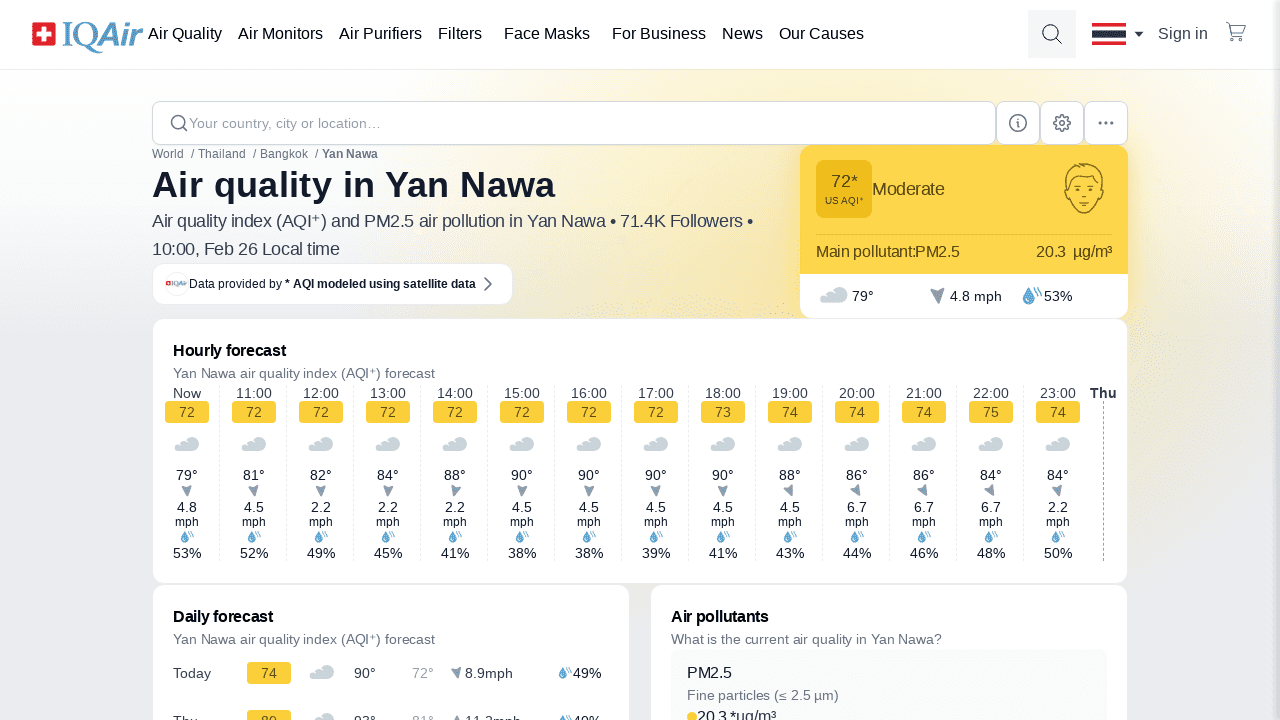 IQAir Air Quality Air Monitors Air Purifiers Filters Face Masks For Business News Our Causes Sign in
Your country, city or location…
World / Thailand / Bangkok / Yan Nawa
Air quality in Yan Nawa
Air quality index (AQI⁺) and PM2.5 air pollution in Yan Nawa • 71.4K Followers •
10:00, Feb 26 Local time
IQAir Data provided by * AQI modeled using satellite data
72*
US AQI⁺
Moderate
Main pollutant:PM2.5 20.3 µg/m³
79° 4.8 mph 53%
Hourly forecast
Yan Nawa air quality index (AQI⁺) forecast
Now 11:00 12:00 13:00 14:00 15:00 16:00 17:00 18:00 19:00 20:00 21:00 22:00 23:00 Thu
72 72 72 72 72 72 72 72 73 74 74 74 75 74
79° 81° 82° 84° 88° 90° 90° 90° 90° 88° 86° 86° 84° 84°
4.8 4.5 2.2 2.2 2.2 4.5 4.5 4.5 4.5 4.5 6.7 6.7 6.7 2.2
mph mph mph mph mph mph mph mph mph mph mph mph mph mph
53% 52% 49% 45% 41% 38% 38% 39% 41% 43% 44% 46% 48% 50%
Daily forecast
Yan Nawa air quality index (AQI⁺) forecast
Today 74 90° 72° 8.9mph 49%
Thu 80 93° 81° 11.2mph 40%
Air pollutants
What is the current air quality in Yan Nawa?
PM2.5
Fine particles (≤ 2.5 µm)
20.3 *µg/m³